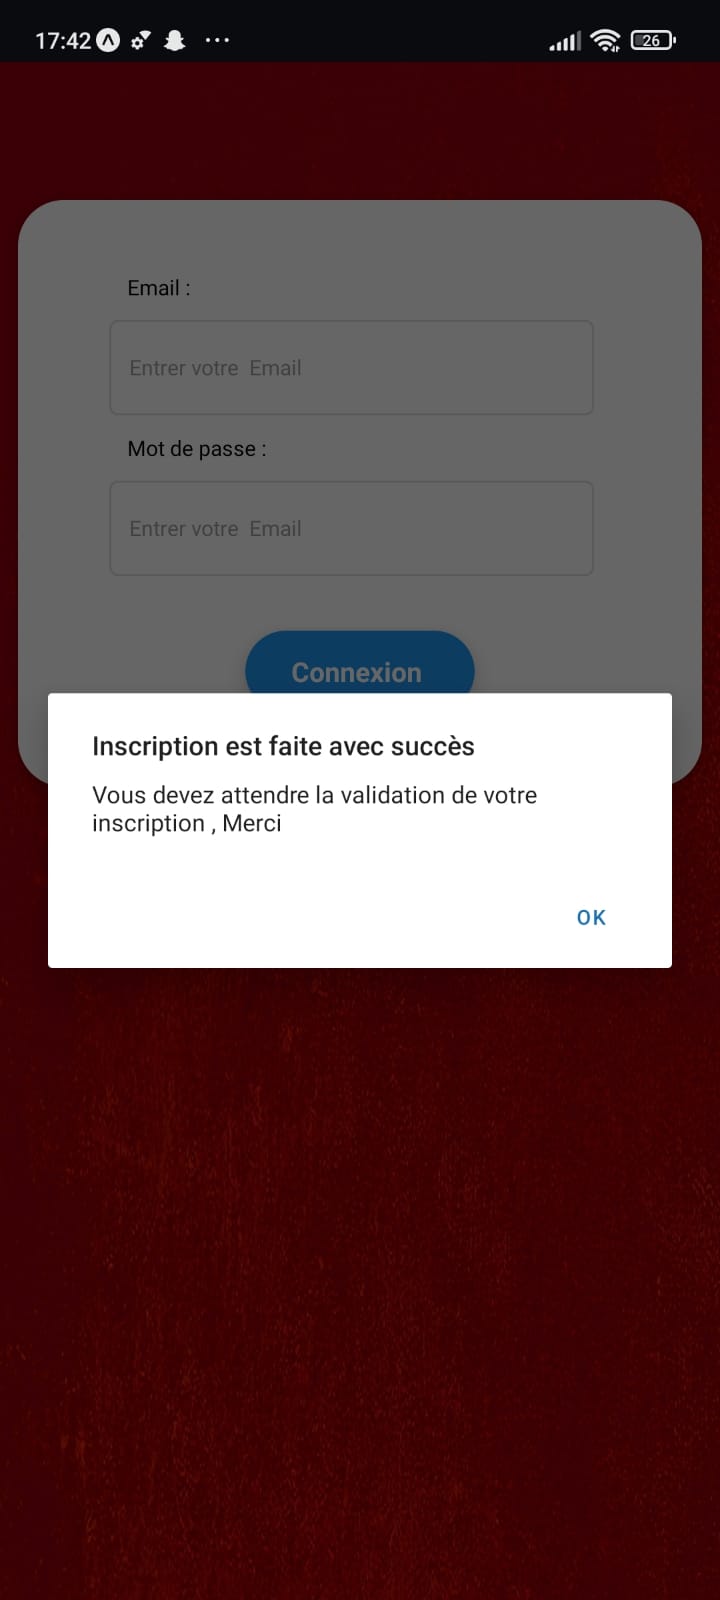 17:42
26
Email :
Entrer votre  Email
Mot de passe :
Entrer votre  Email
Connexion
Inscription est faite avec succès
Vous devez attendre la validation de votre
inscription , Merci
OK